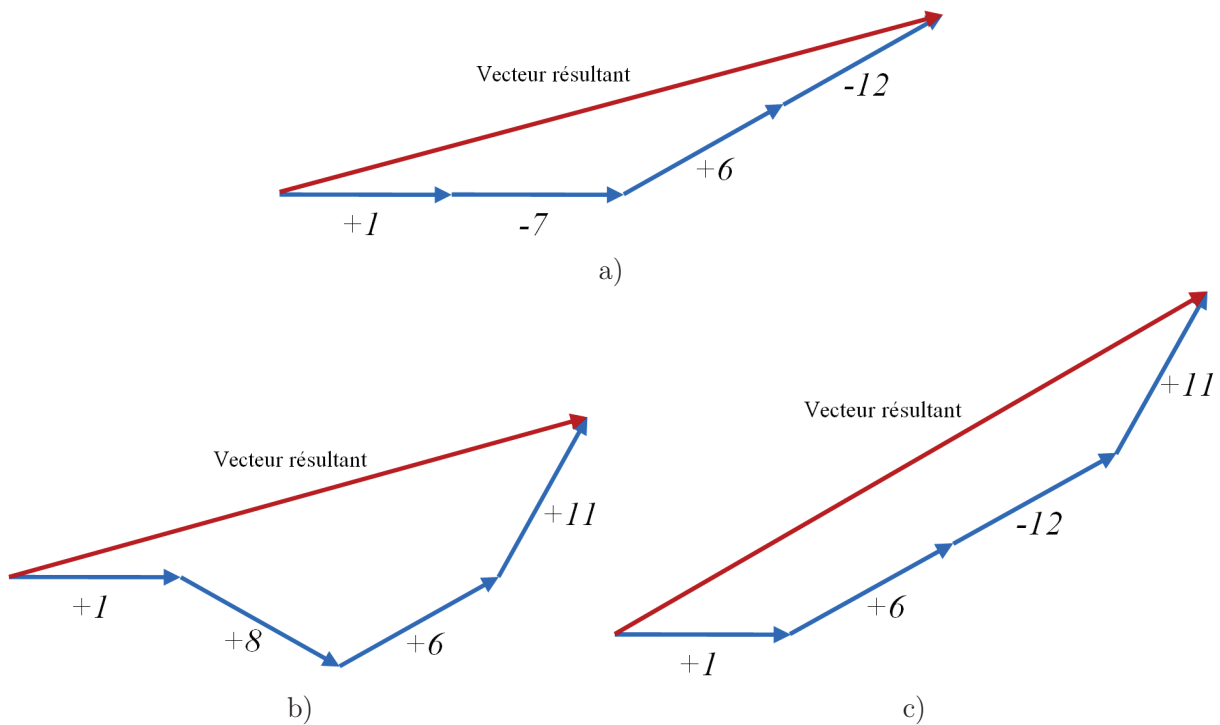 Vecteur résultant
-12
+6
+1
-7
a)
Vecteur résultant
+11
+1
+8
+6
b)
Vecteur résultant
+11
-12
+6
+1
c)